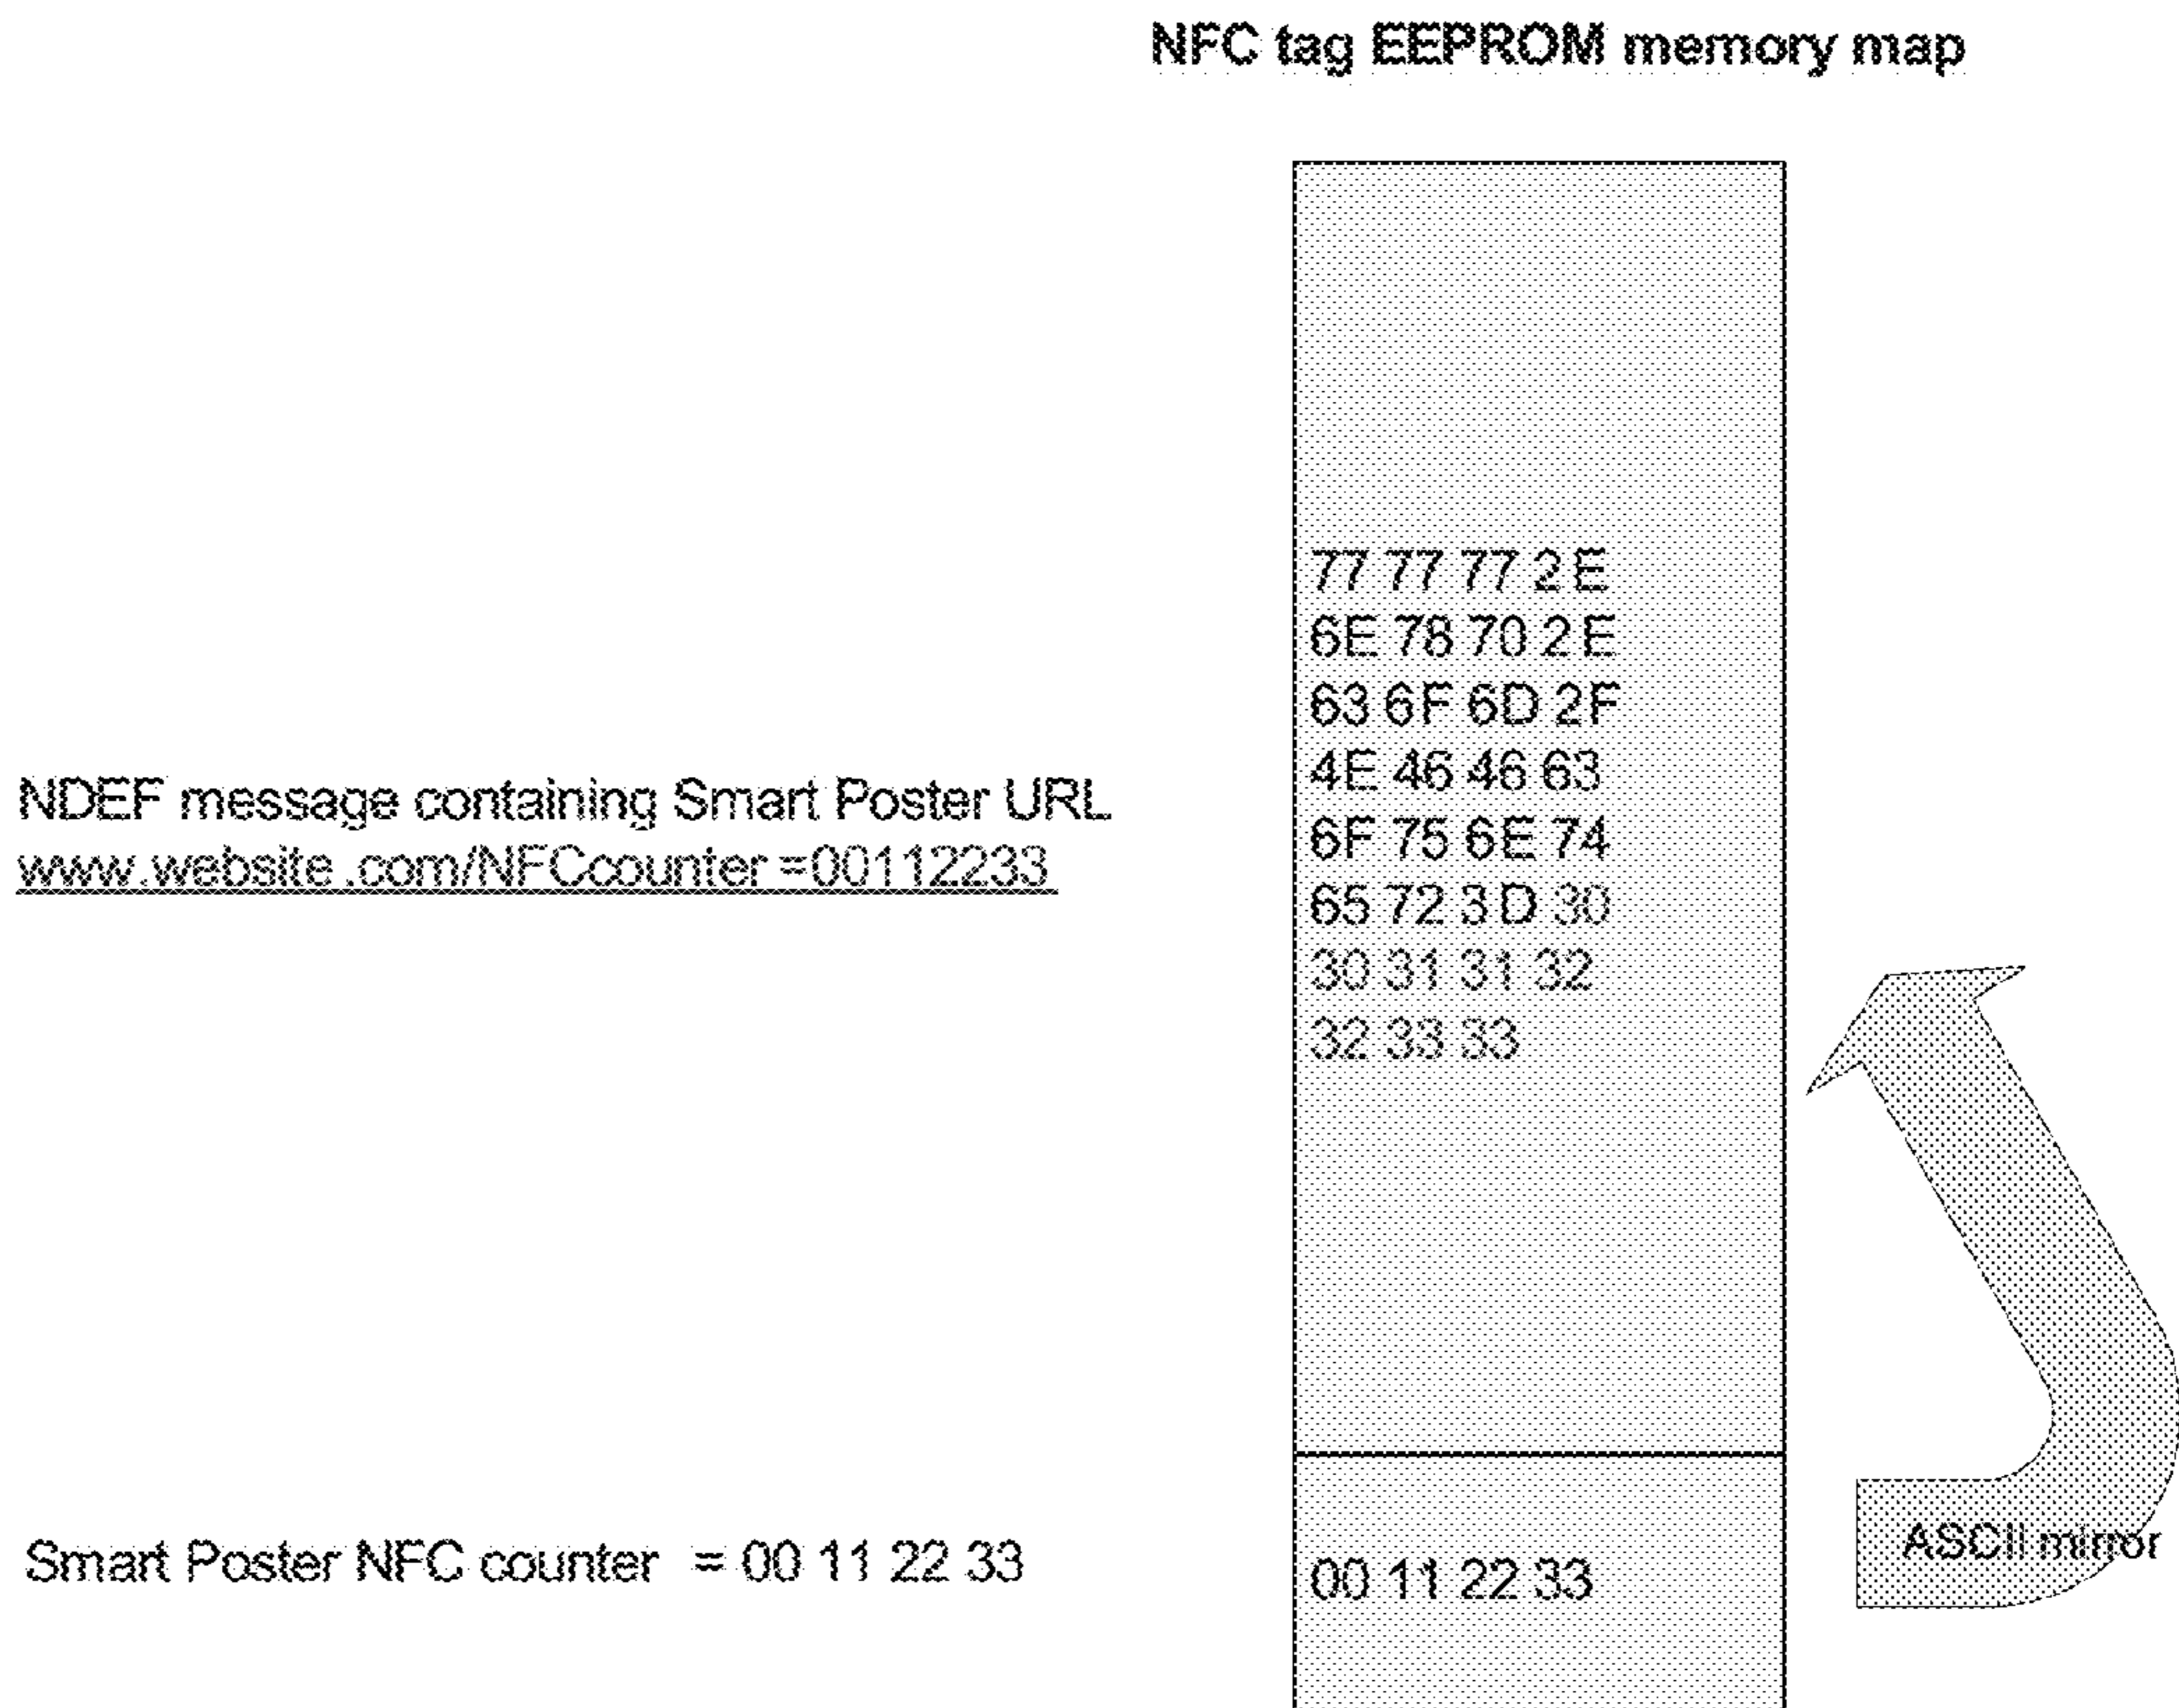 NFC tag EEPROM memory map
77 77 77 2E
6E 78 70 2E
63 6F 6D 2F
4E 46 46 63
6F 75 6E 74
65 72 3D 30
30 31 31 32
32 33 33
NDEF message containing Smart Poster URL
www.website.com/NFCcounter =00112233
Smart Poster NFC counter = 00 11 22 33
00 11 22 33
ASCII mirror